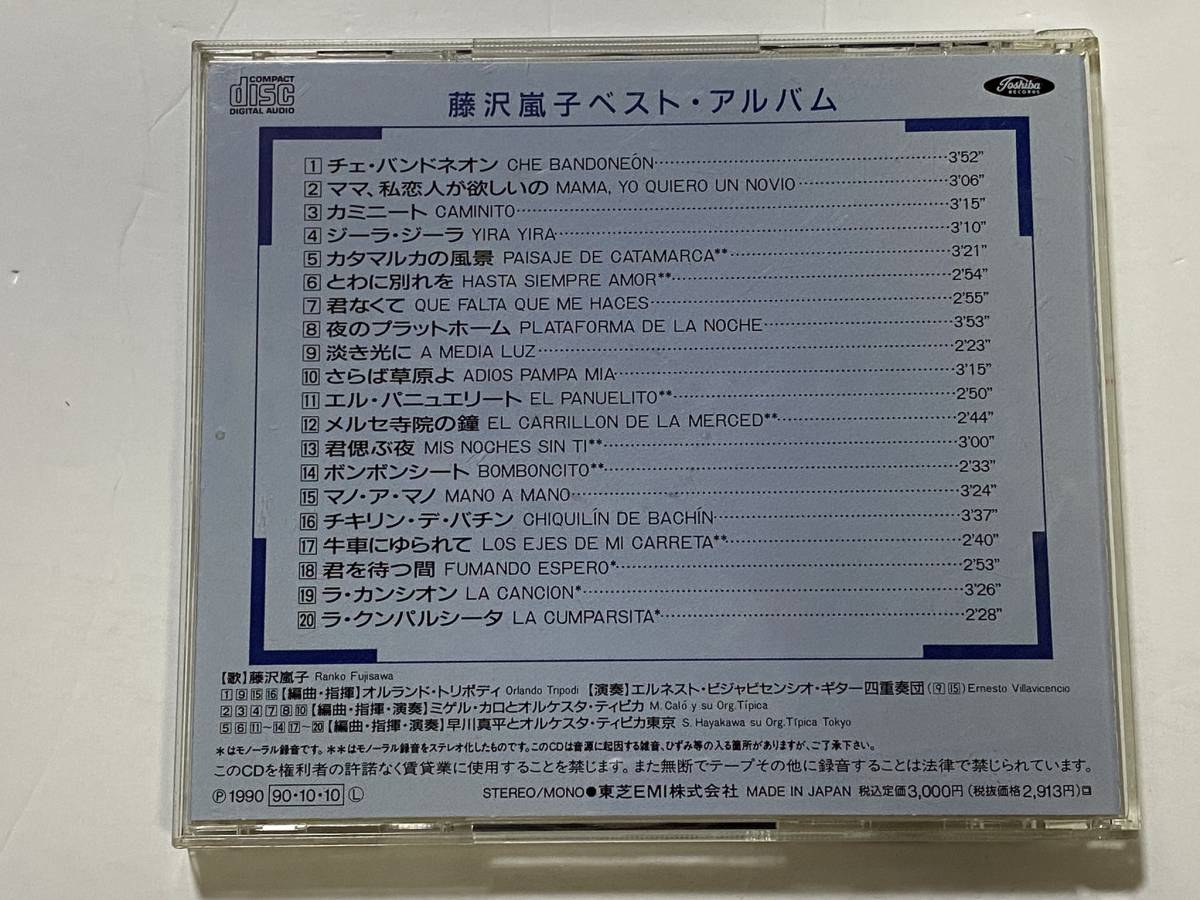 COMPACT
disc
DIGITAL AUDIO
藤沢嵐子ベスト・アルバム
Toshiba
RECORDS
1 チェ・バンドネオン CHE BANDONEÓN 3'52"
2 ママ、私恋人が欲しいの MAMA, YO QUIERO UN NOVIO 3'06"
3 カミニート CAMINITO 3'15"
4 ジーラ・ジーラ YIRA YIRA 3'10"
5 カタマルカの風景 PAISAJE DE CATAMARCA** 3'21"
6 とわに別れを HASTA SIEMPRE AMOR** 2'54"
7 君なくて QUE FALTA QUE ME HACES 2'55"
8 夜のプラットホーム PLATAFORMA DE LA NOCHE 3'53"
9 淡き光に A MEDIA LUZ 2'23"
10 さらば草原よ ADIOS PAMPA MIA 3'15"
11 エル・パニュエリート EL PANUELITO** 2'50"
12 メルセ寺院の鐘 EL CARRILLON DE LA MERCED** 2'44"
13 君偲ぶ夜 MIS NOCHES SIN TI** 3'00"
14 ボンボンシート BOMBONCITO** 2'33"
15 マノ・ア・マノ MANO A MANO 3'24"
16 チキリン・デ・バチン CHIQUILÍN DE BACHÍN 3'37"
17 牛車にゆられて LOS EJES DE MI CARRETA** 2'40"
18 君を待つ間 FUMANDO ESPERO* 2'53"
19 ラ・カンシオン LA CANCION* 3'26"
20 ラ・クンパルシータ LA CUMPARSITA* 2'28"
【歌】藤沢嵐子 Ranko Fujisawa
1 9 15 16【編曲・指揮】オルランド・トリポディ Orlando Tripodi 【演奏】エルネスト・ビジャビセンシオ・ギター四重奏団(9 15) Ernesto Villavicencio
2 3 4 7 8 10【編曲・指揮・演奏】ミゲル・カロとオルケスタ・ティピカ M. Caló y su Org. Típica
5 6 11〜14 17〜20【編曲・指揮・演奏】早川真平とオルケスタ・ティピカ東京 S. Hayakawa su Org. Típica Tokyo
*はモノーラル録音です。**はモノーラル録音をステレオ化したものです。このCDは音源に起因する雑音、ひずみ等の入る箇所がありますが、ご了承下さい。
このCDを権利者の許諾なく賃貸業に使用することを禁じます。また無断でテープその他に録音することは法律で禁じられています。
Ⓟ1990 90・10・10 Ⓛ STEREO/MONO●東芝EMI株式会社 MADE IN JAPAN 税込定価3,000円(税抜価格2,913円)